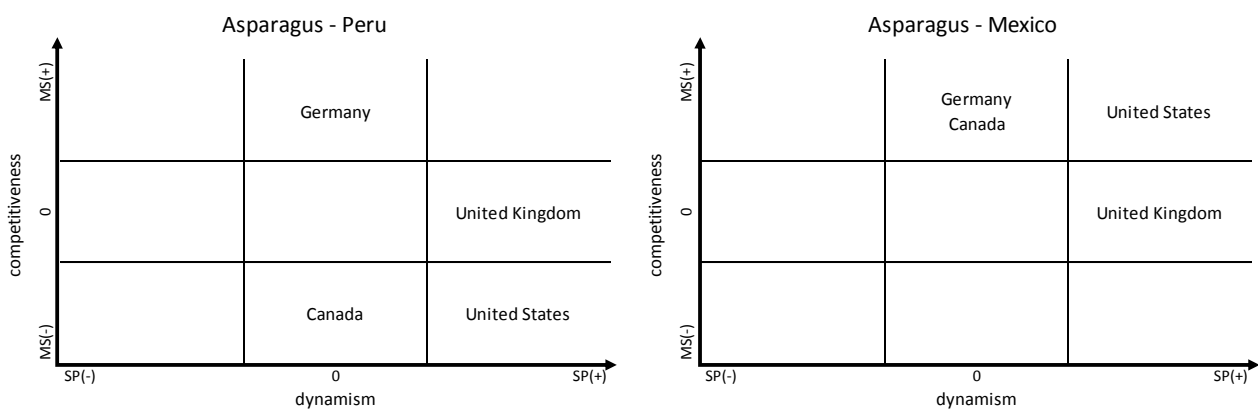 Asparagus - Peru
MS(+)
Germany
competitiveness
0
United Kingdom
MS(-)
Canada
United States
SP(-)
0
SP(+)
dynamism
Asparagus - Mexico
MS(+)
Germany
Canada
United States
competitiveness
0
United Kingdom
MS(-)
SP(-)
0
SP(+)
dynamism